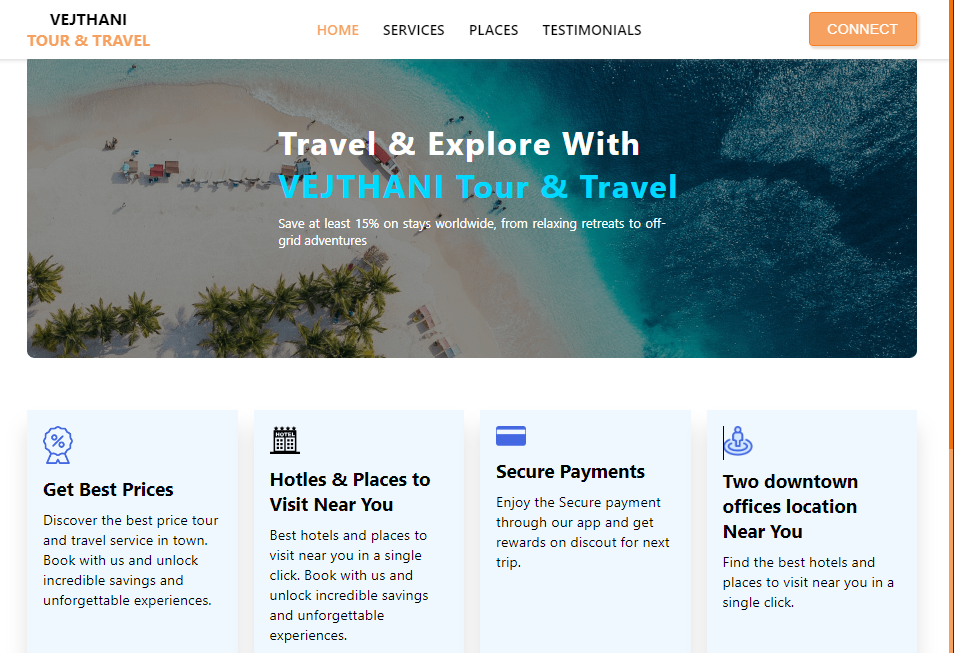 VEJTHANI
TOUR & TRAVEL
HOME SERVICES PLACES TESTIMONIALS
CONNECT
Travel & Explore With
VEJTHANI Tour & Travel
Save at least 15% on stays worldwide, from relaxing retreats to off-
grid adventures
Get Best Prices
Discover the best price tour
and travel service in town.
Book with us and unlock
incredible savings and
unforgettable experiences.
HOTEL
Hotles & Places to
Visit Near You
Best hotels and places to
visit near you in a single
click. Book with us and
unlock incredible savings
and unforgettable
experiences.
Secure Payments
Enjoy the Secure payment
through our app and get
rewards on discout for next
trip.
Two downtown
offices location
Near You
Find the best hotels and
places to visit near you in a
single click.